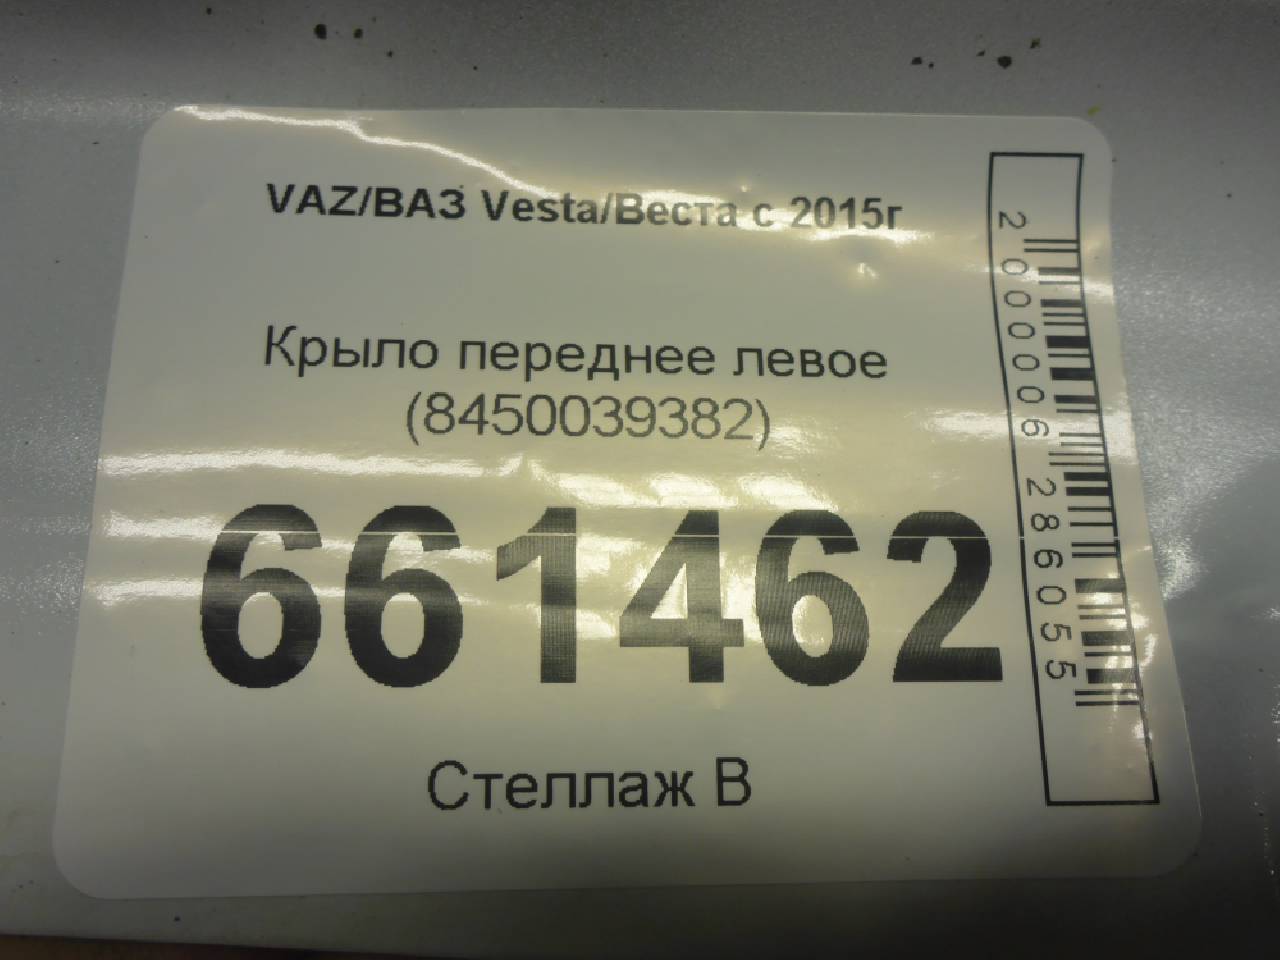 VAZ/ВАЗ Vesta/Веста с 2015г
Крыло переднее левое
(8450039382)
661462
Стеллаж В
2000006286055